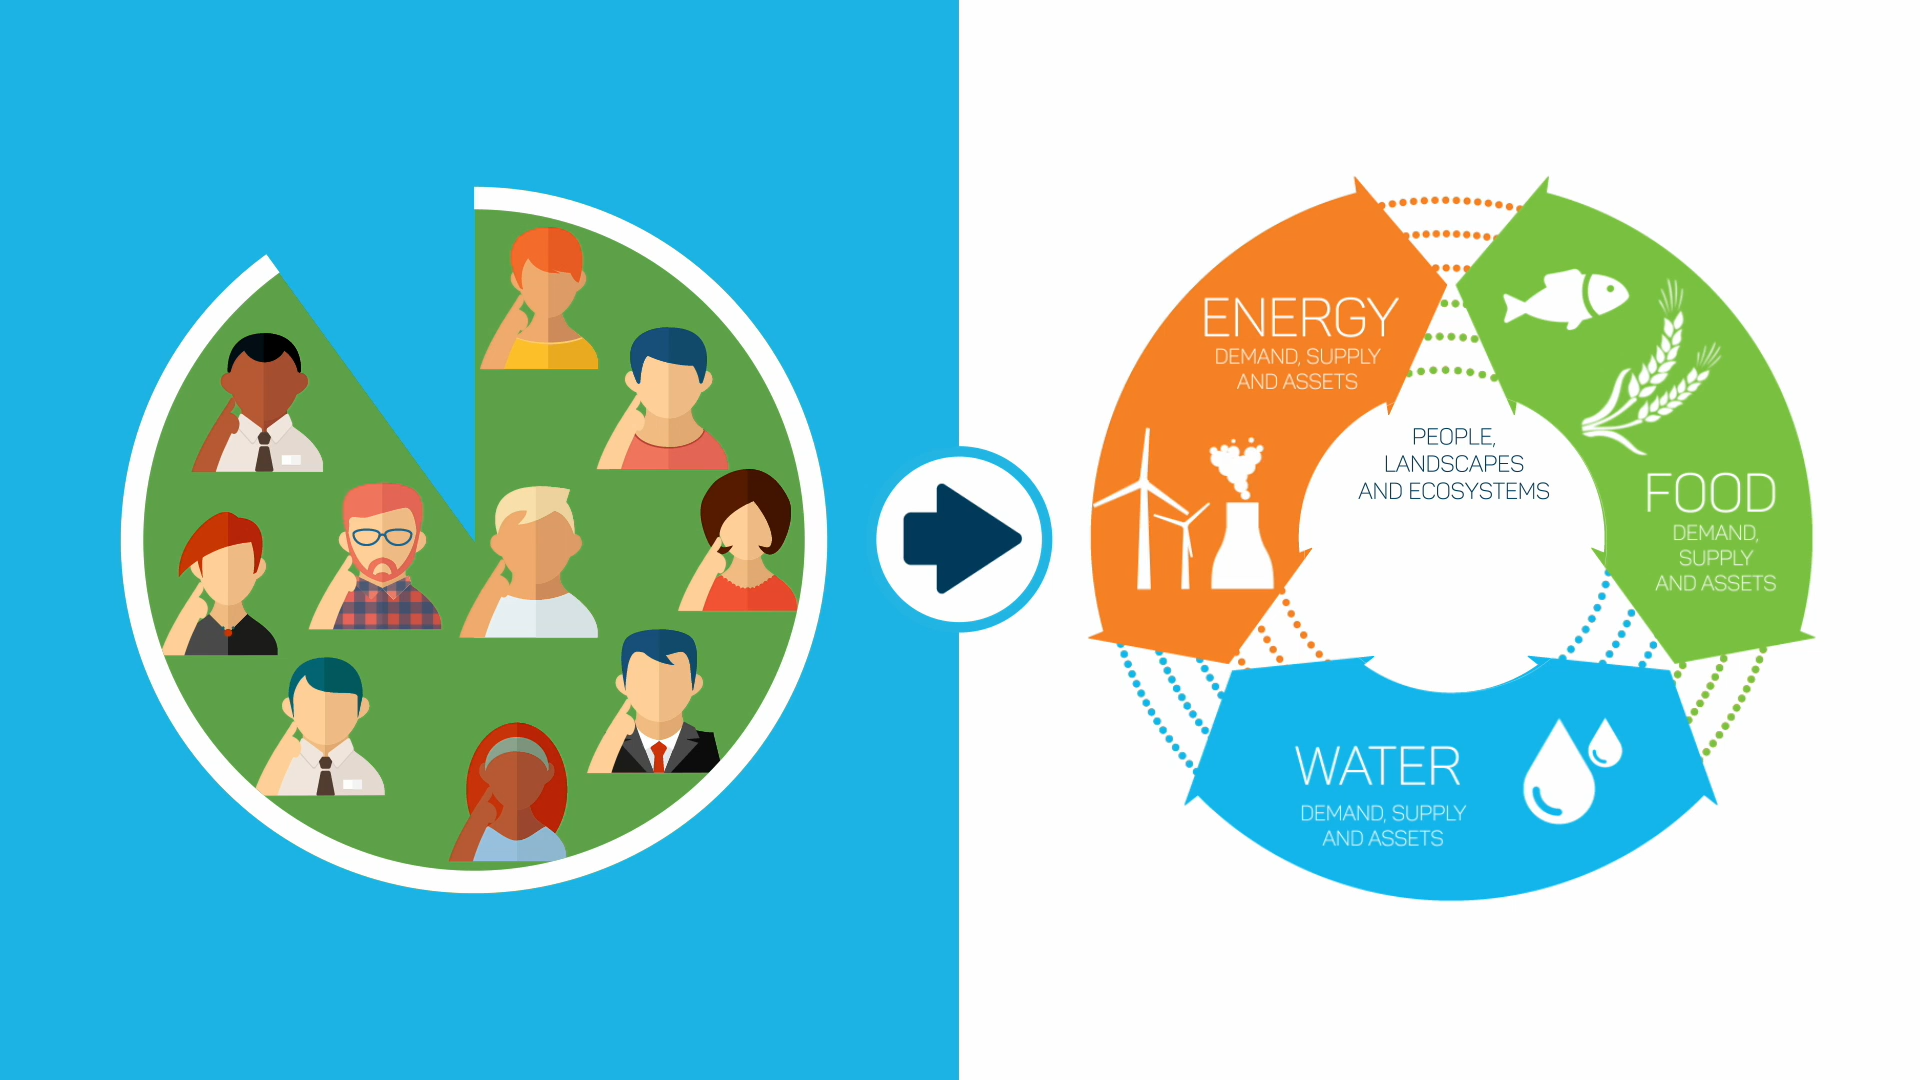 ENERGY
DEMAND, SUPPLY
AND ASSETS
PEOPLE,
LANDSCAPES
AND ECOSYSTEMS
FOOD
DEMAND,
SUPPLY
AND ASSETS
WATER
DEMAND, SUPPLY
AND ASSETS